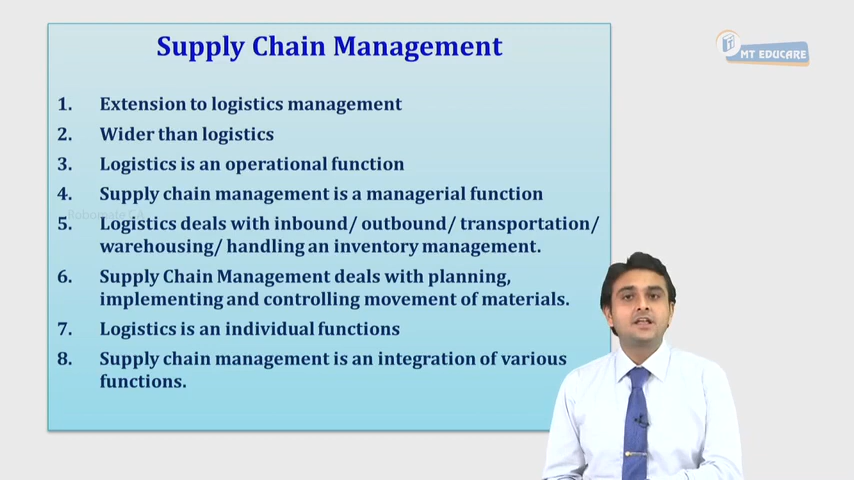 Supply Chain Management
MT EDUCARE
1. Extension to logistics management
2. Wider than logistics
3. Logistics is an operational function
4. Supply chain management is a managerial function
5. Logistics deals with inbound/ outbound/ transportation/
warehousing/ handling an inventory management.
6. Supply Chain Management deals with planning,
implementing and controlling movement of materials.
7. Logistics is an individual functions
8. Supply chain management is an integration of various
functions.